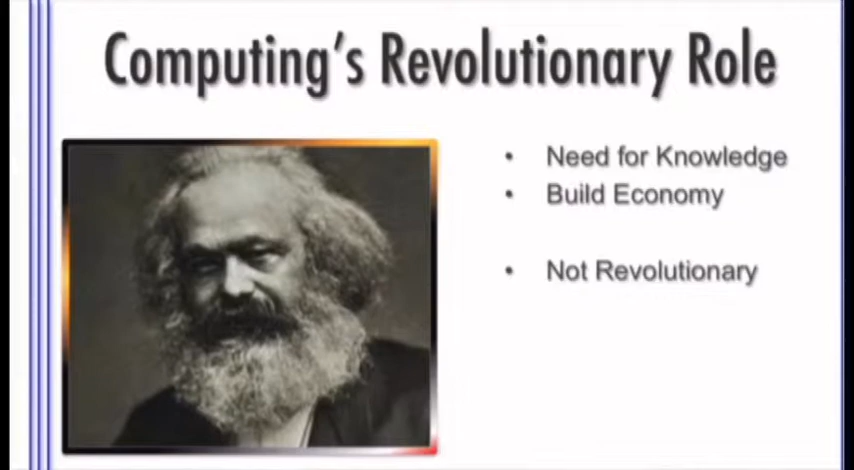 Computing's Revolutionary Role
• Need for Knowledge
• Build Economy
• Not Revolutionary